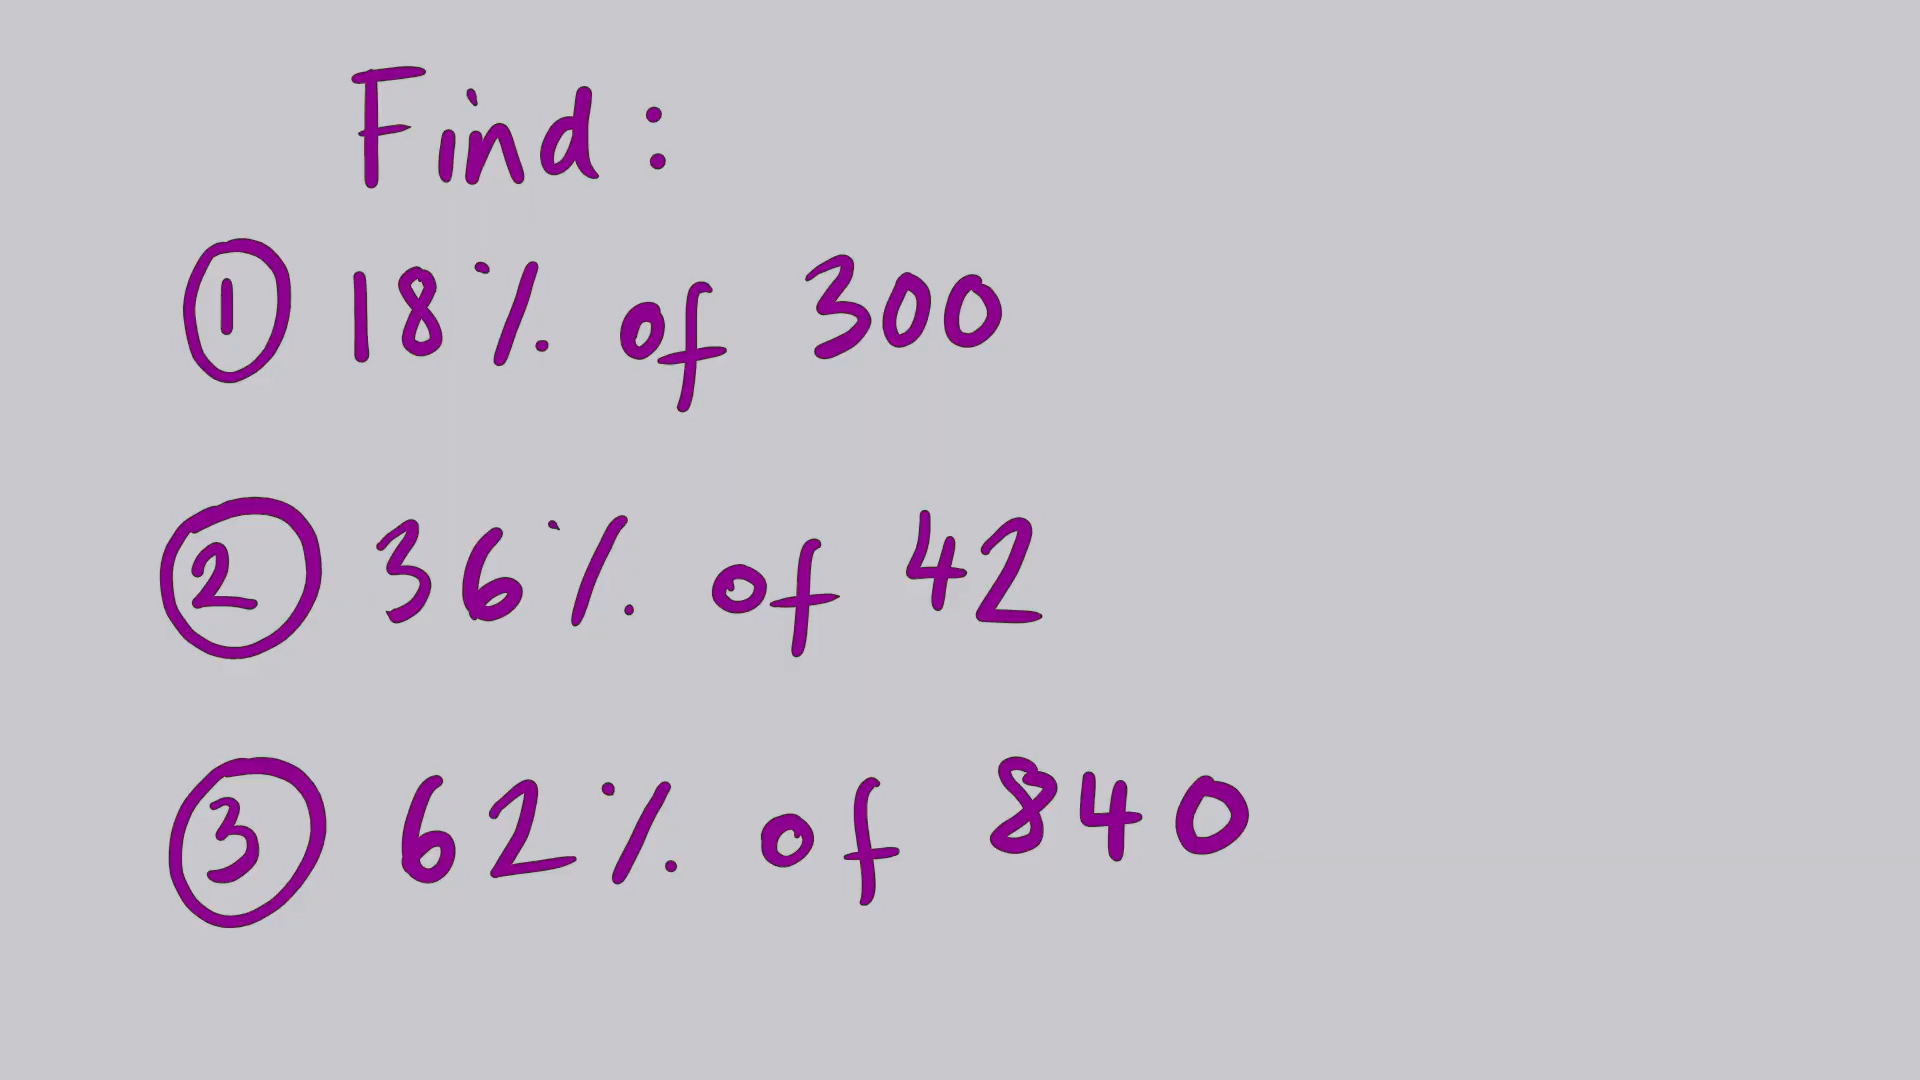 Find:
① 18% of 300
② 36% of 42
③ 62% of 840